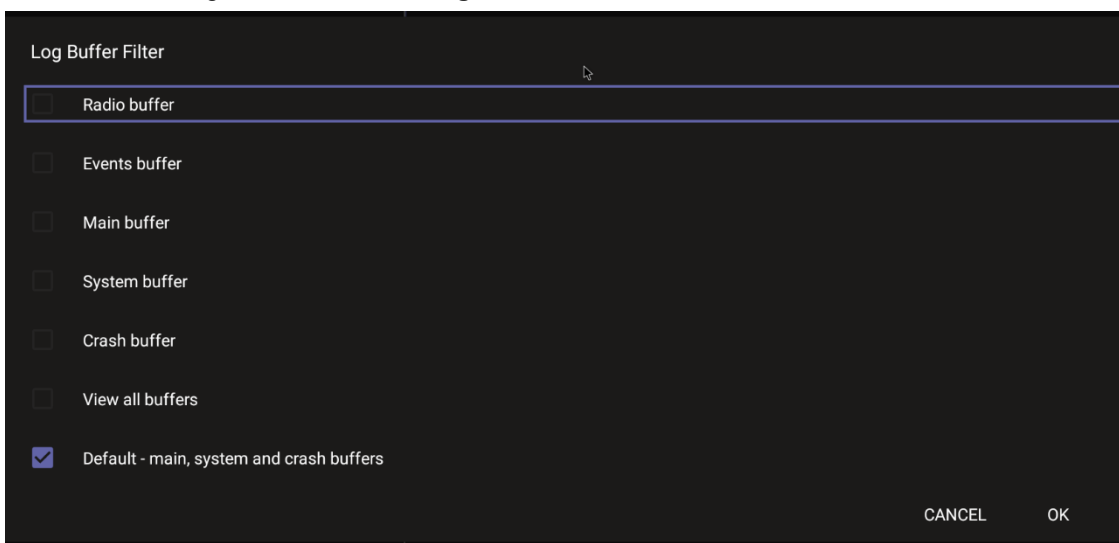 Log Buffer Filter
Radio buffer
Events buffer
Main buffer
System buffer
Crash buffer
View all buffers
Default - main, system and crash buffers
CANCEL OK